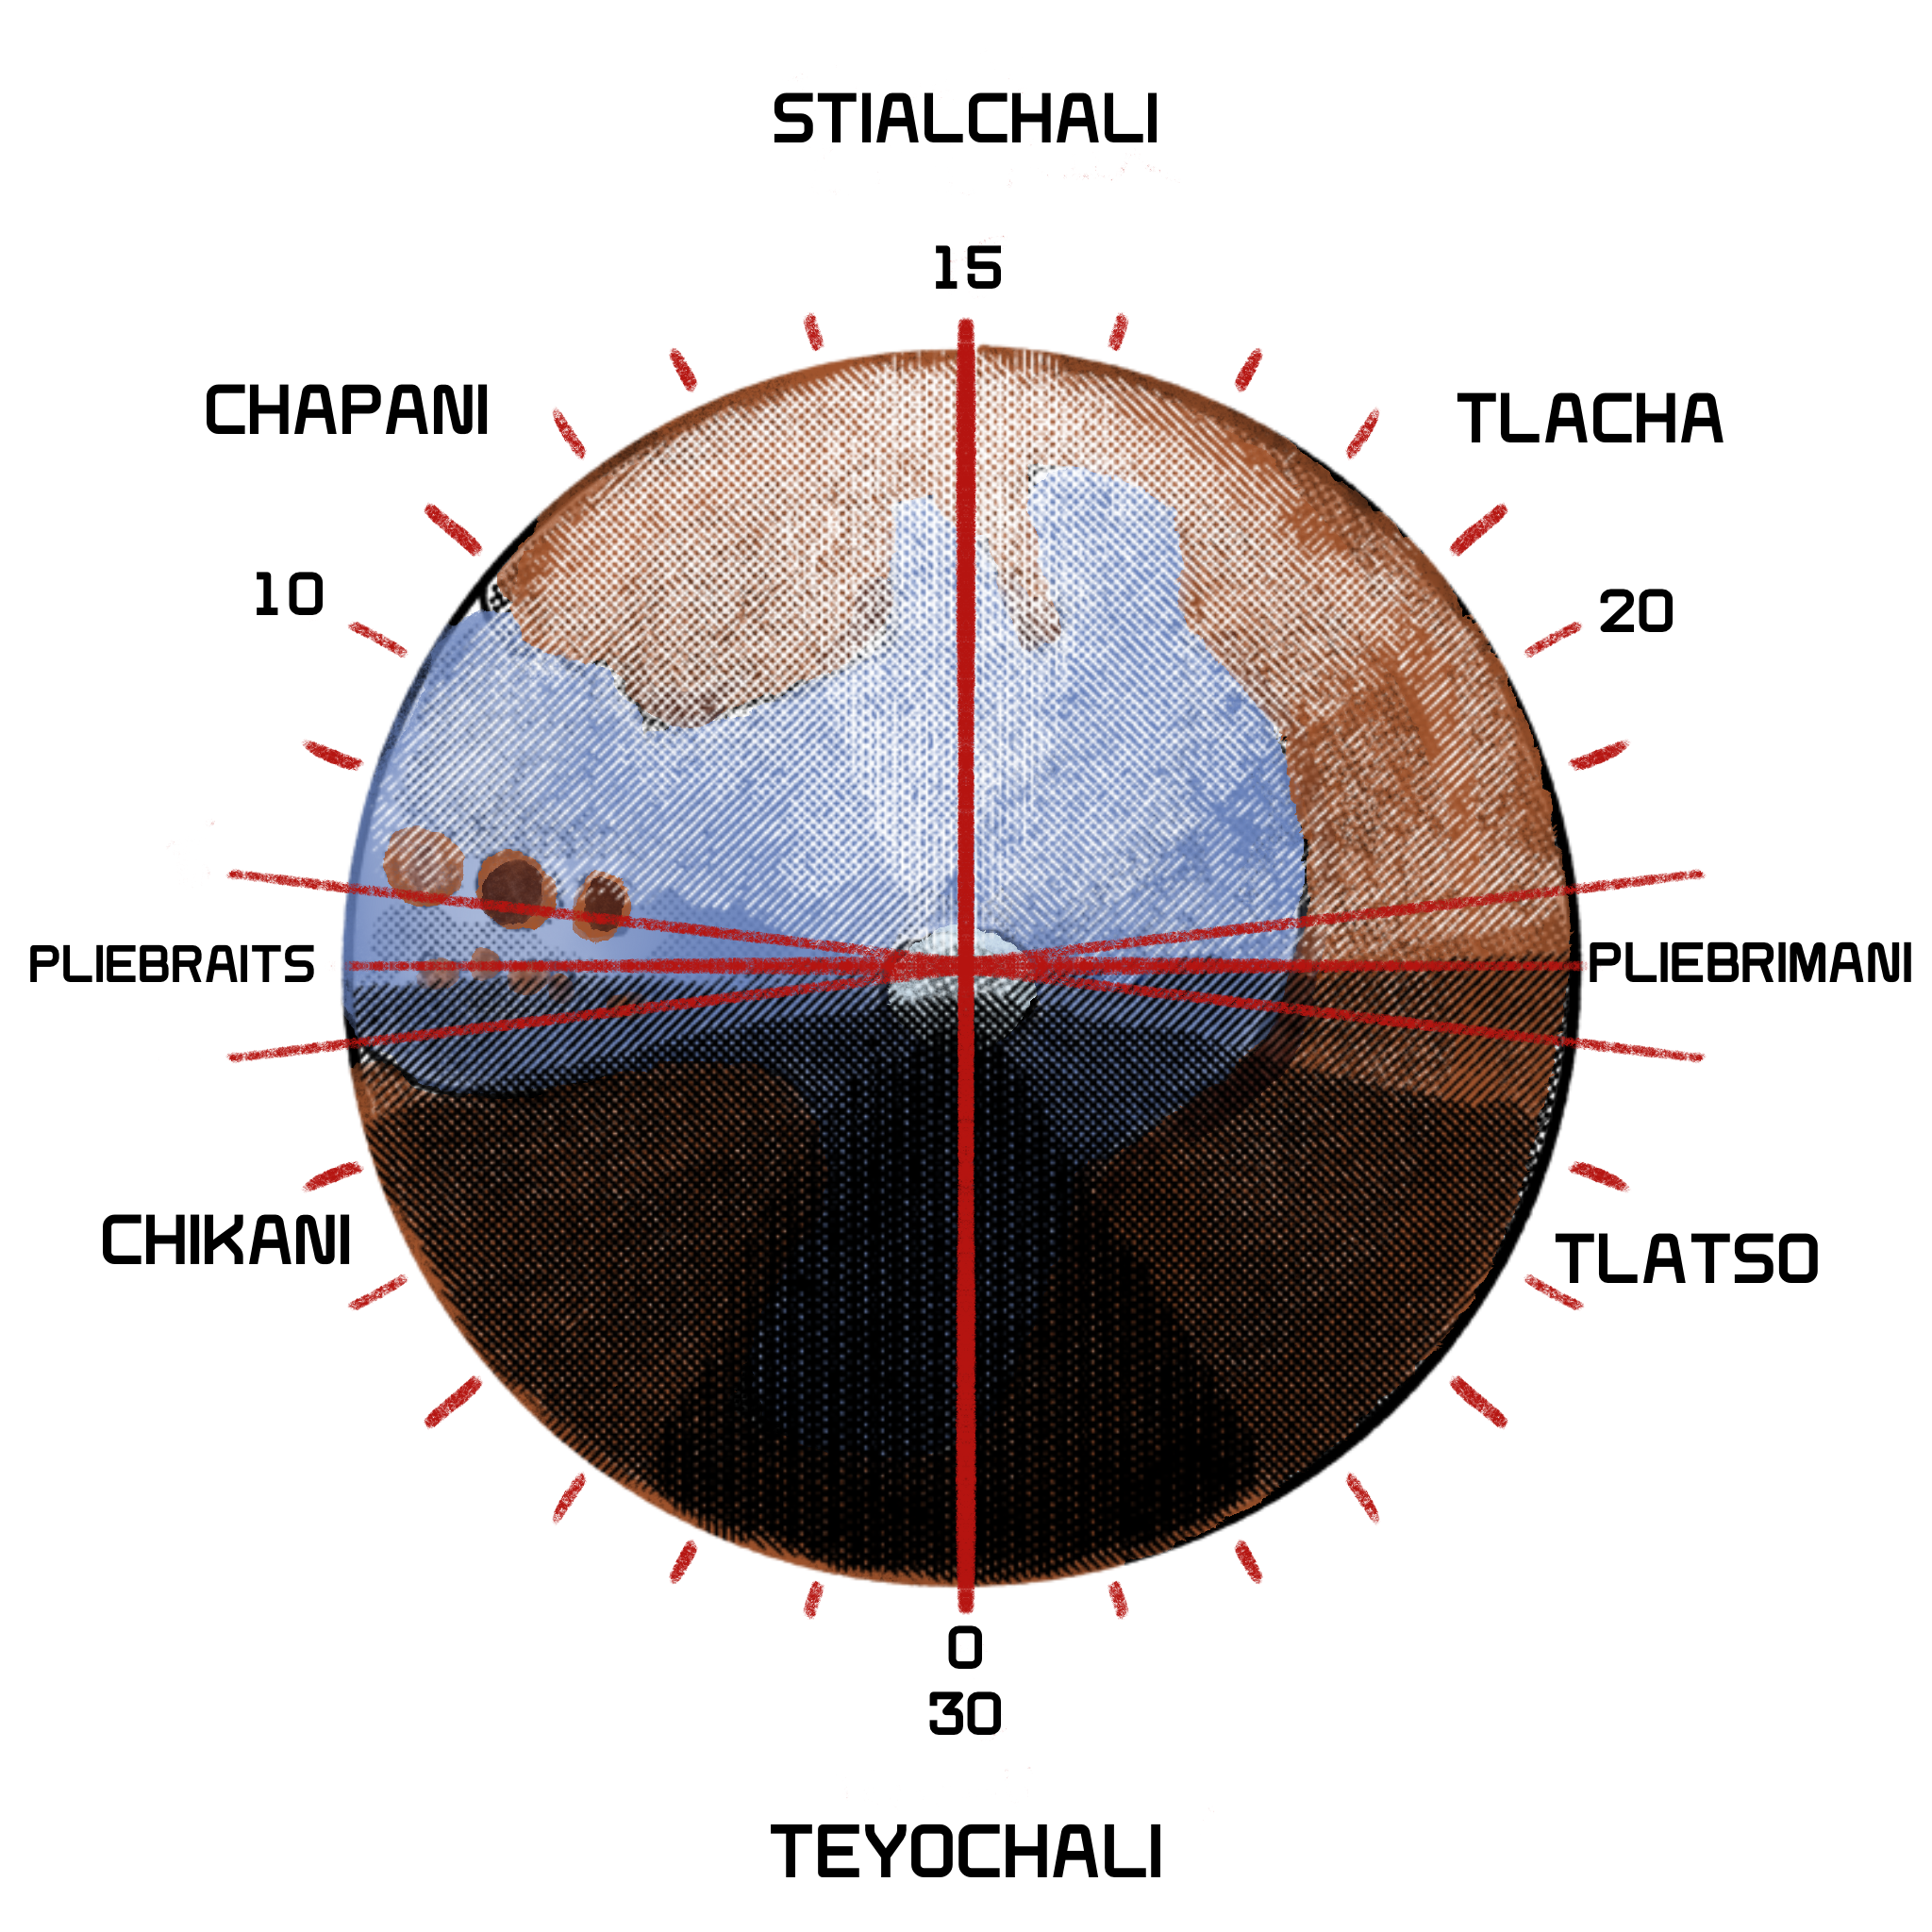 STIALCHALI
15
CHAPANI
TLACHA
10
20
PLIEBRAITS
PLIEBRIMANI
CHIKANI
TLATSO
0
30
TEYOCHALI